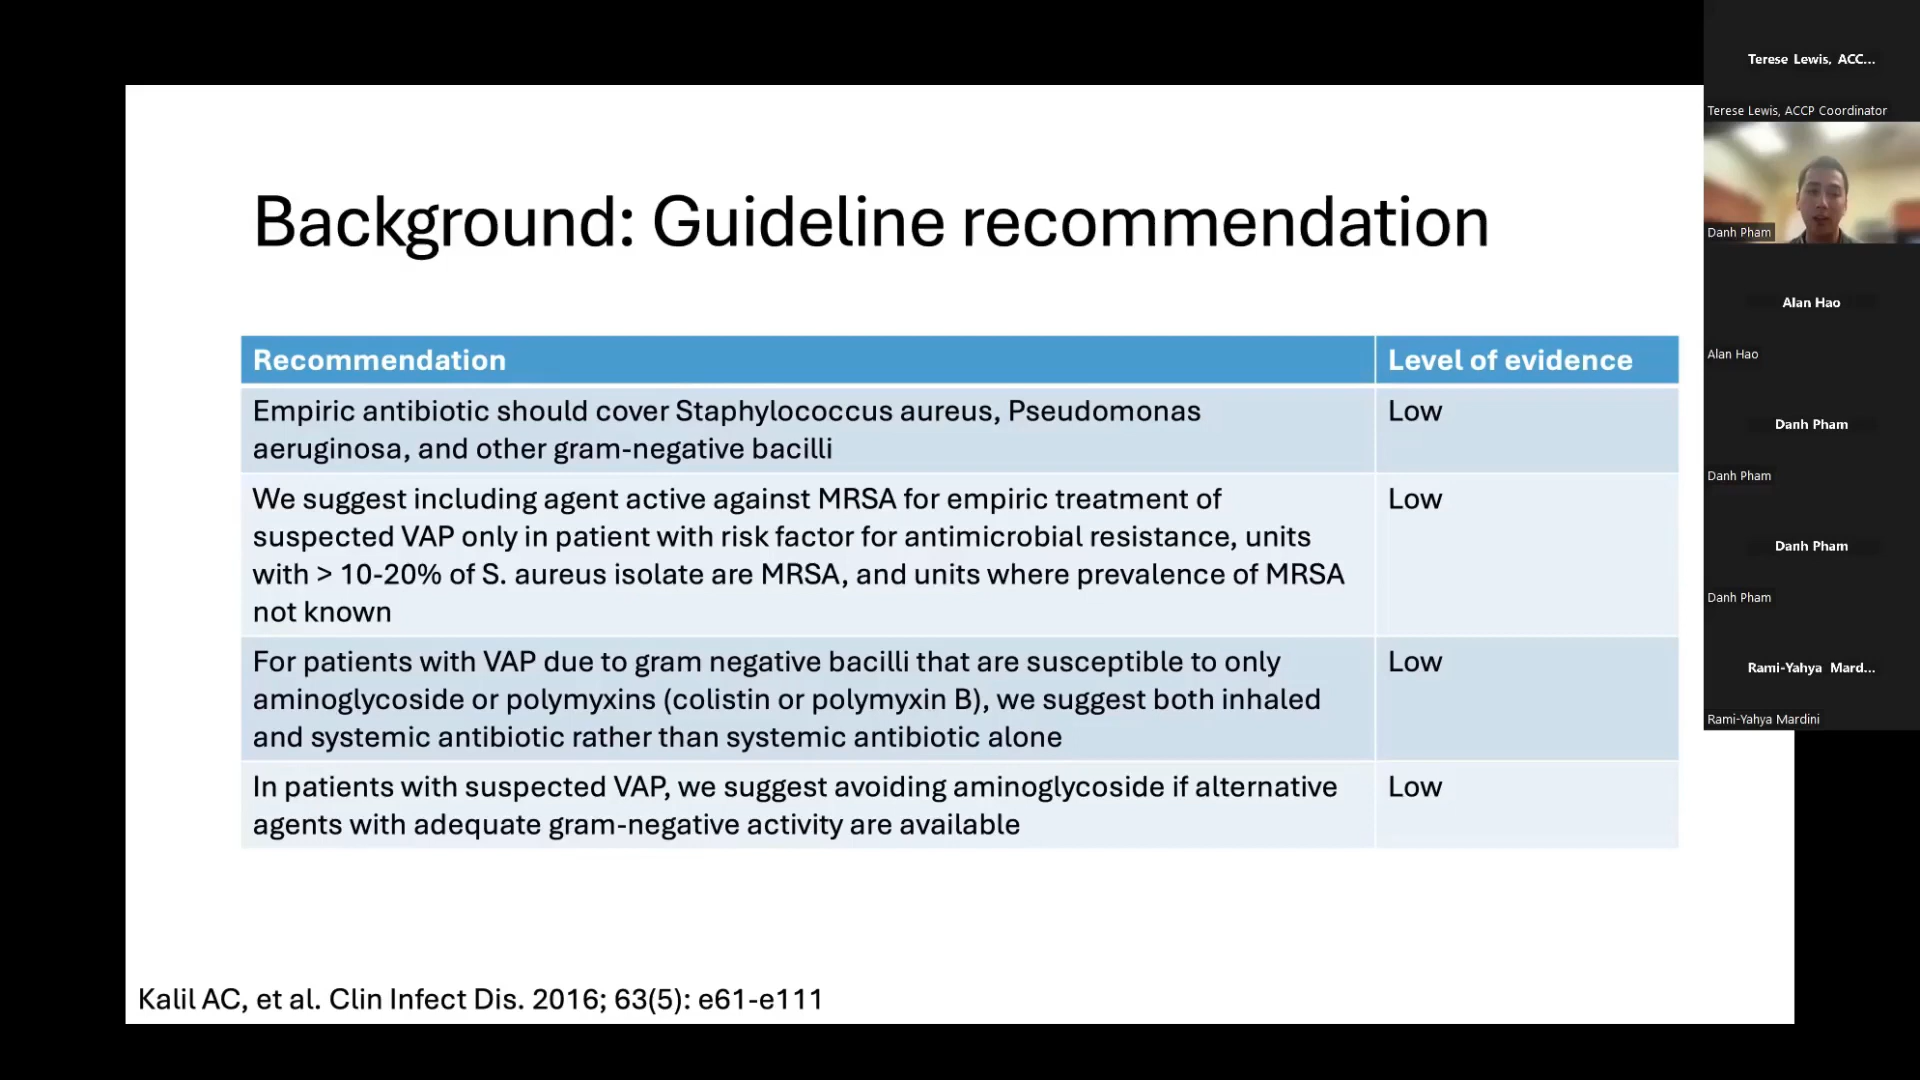 Background: Guideline recommendation
Recommendation
Level of evidence
Empiric antibiotic should cover Staphylococcus aureus, Pseudomonas
aeruginosa, and other gram-negative bacilli
Low
We suggest including agent active against MRSA for empiric treatment of
suspected VAP only in patient with risk factor for antimicrobial resistance, units
with > 10-20% of S. aureus isolate are MRSA, and units where prevalence of MRSA
not known
Low
For patients with VAP due to gram negative bacilli that are susceptible to only
aminoglycoside or polymyxins (colistin or polymyxin B), we suggest both inhaled
and systemic antibiotic rather than systemic antibiotic alone
Low
In patients with suspected VAP, we suggest avoiding aminoglycoside if alternative
agents with adequate gram-negative activity are available
Low
Kalil AC, et al. Clin Infect Dis. 2016; 63(5): e61-e111
Terese Lewis, ACC...
Terese Lewis, ACCP Coordinator
Danh Pham
Alan Hao
Alan Hao
Danh Pham
Danh Pham
Danh Pham
Danh Pham
Rami-Yahya Mard...
Rami-Yahya Mardini